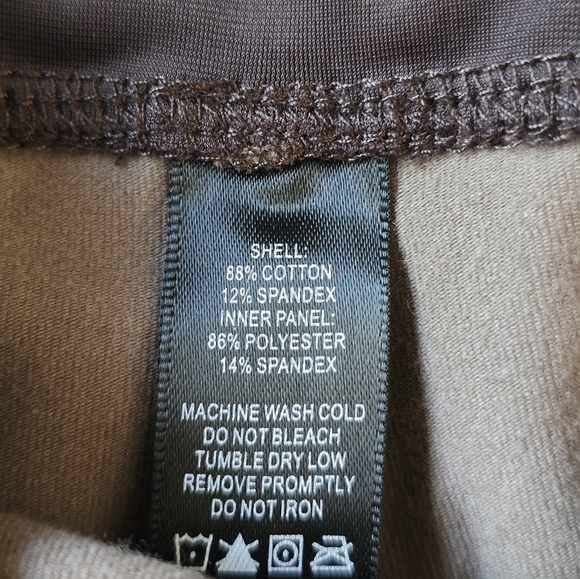 SHELL:
88% COTTON
12% SPANDEX
INNER PANEL:
86% POLYESTER
14% SPANDEX
MACHINE WASH COLD
DO NOT BLEACH
TUMBLE DRY LOW
REMOVE PROMPTLY
DO NOT IRON